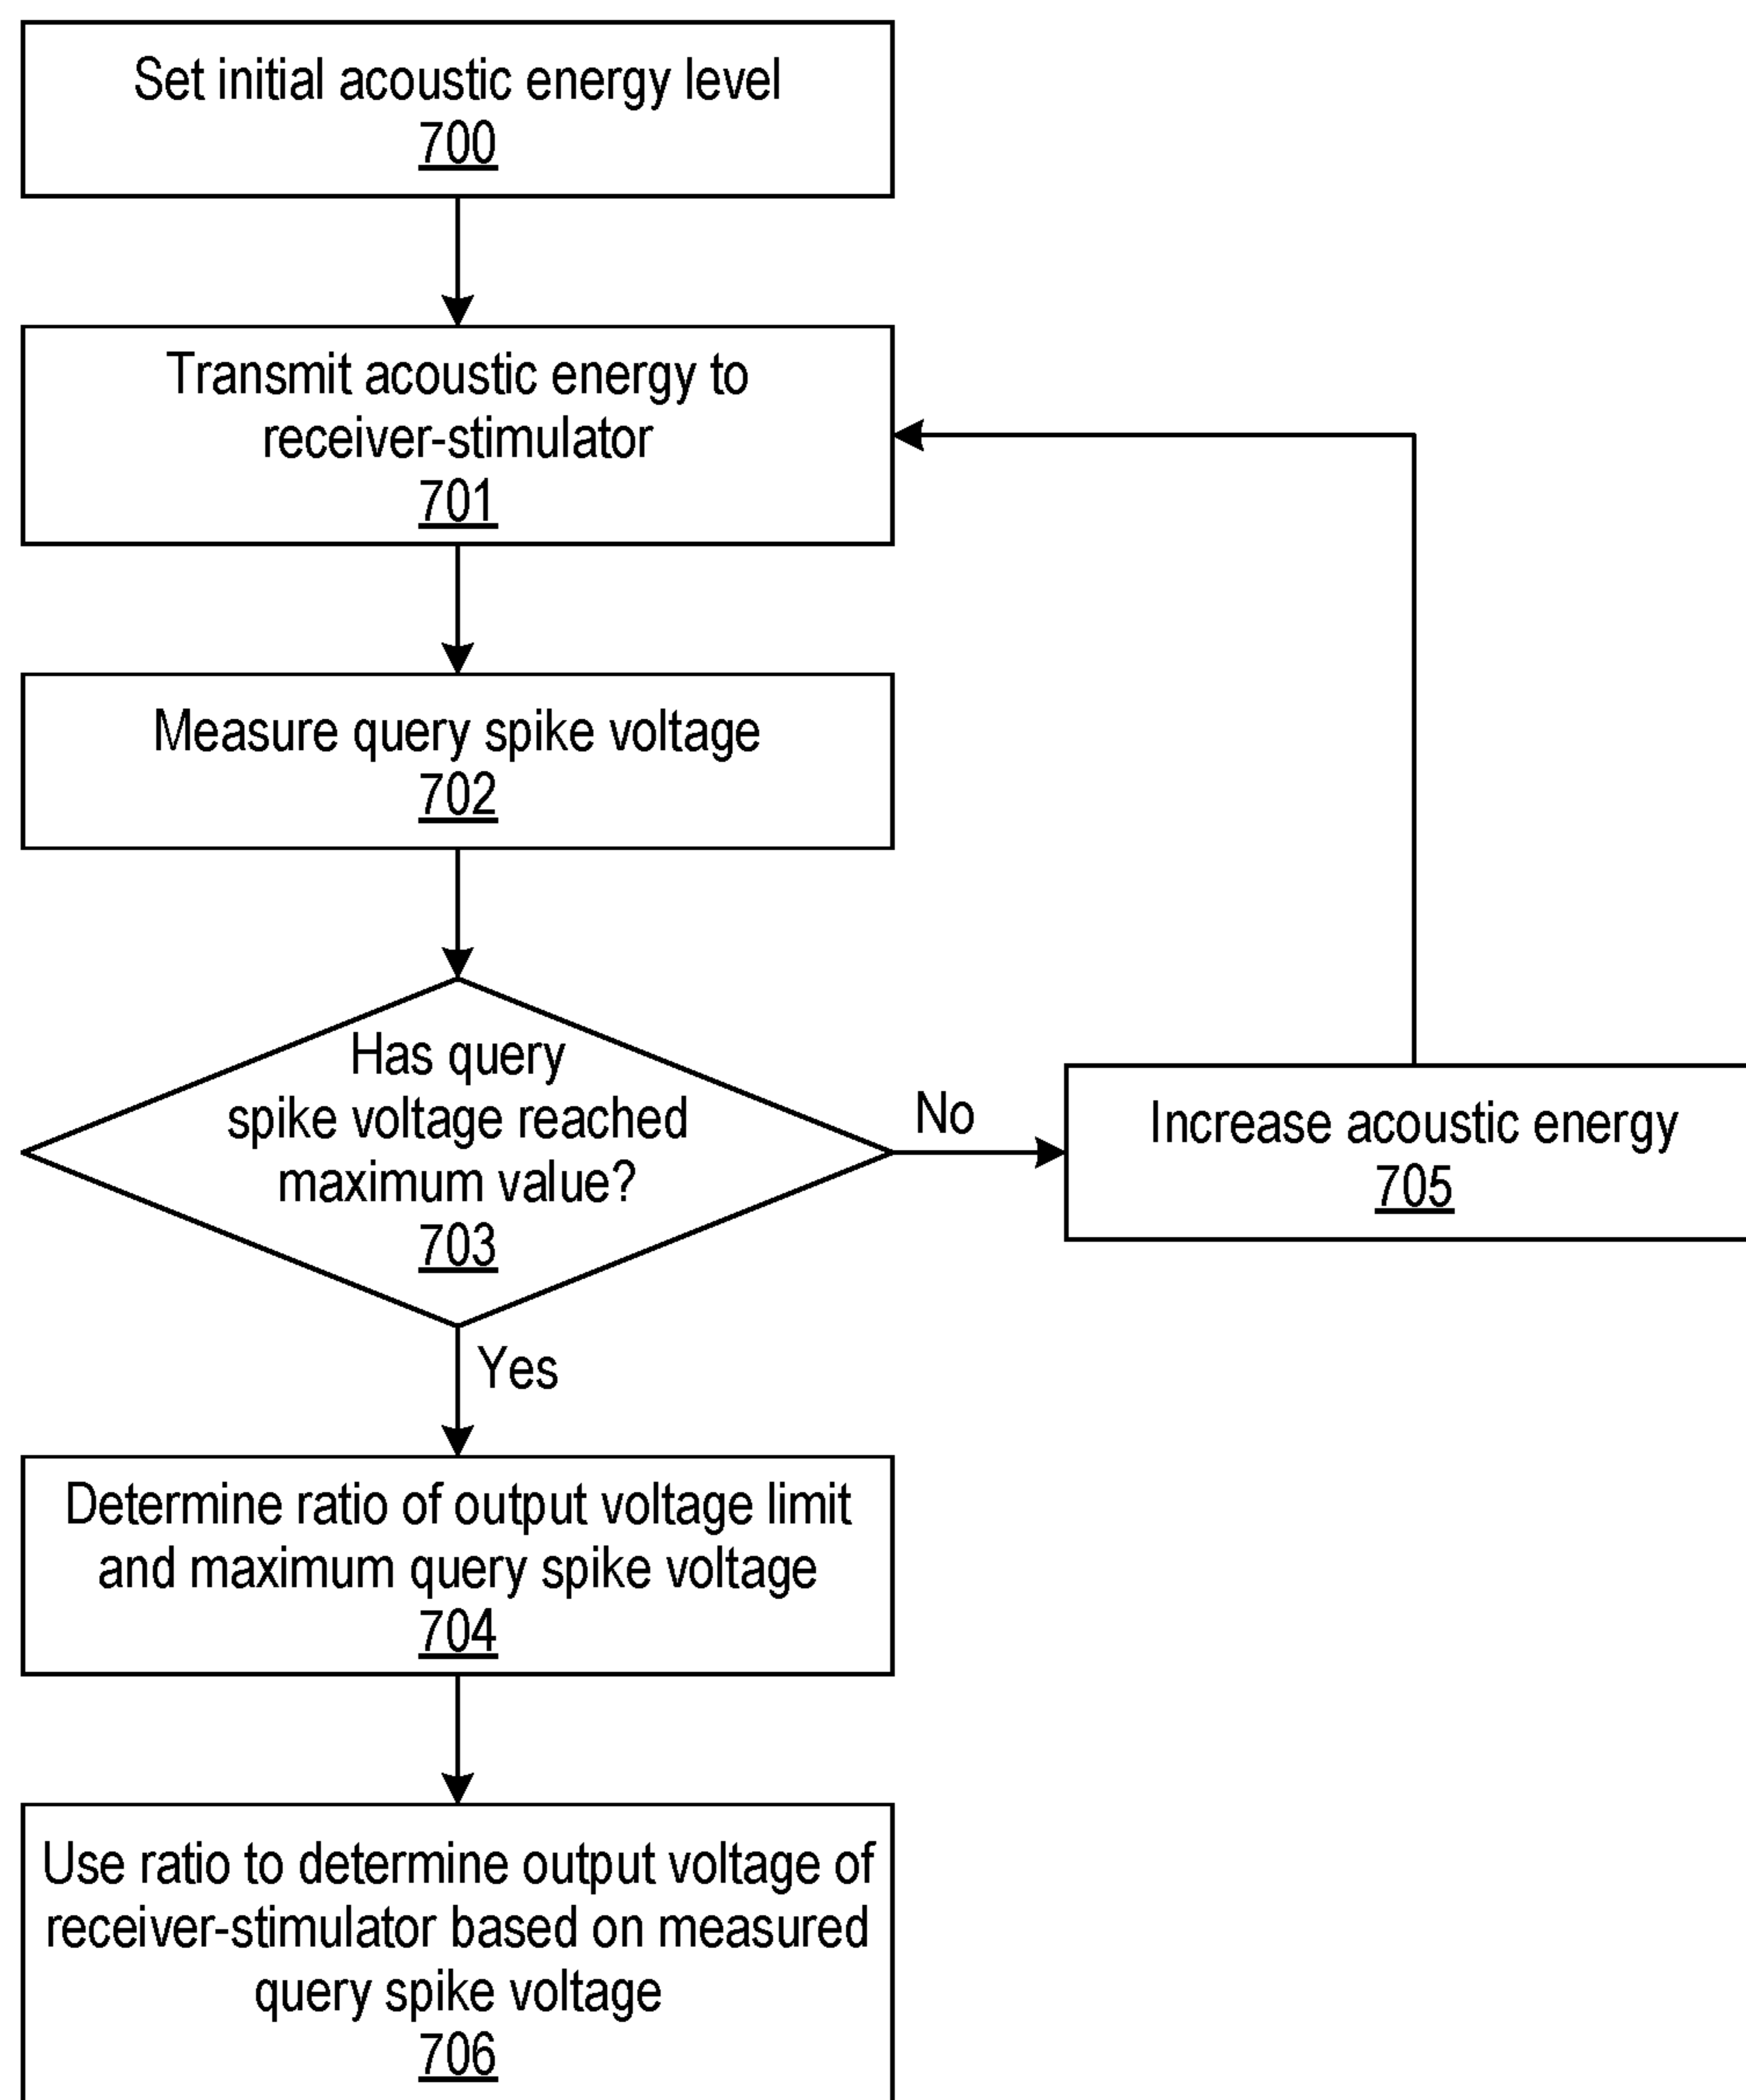 Set initial acoustic energy level
700
Transmit acoustic energy to
receiver-stimulator
701
Measure query spike voltage
702
Has query
spike voltage reached
maximum value?
703
No
Increase acoustic energy
705
Yes
Determine ratio of output voltage limit
and maximum query spike voltage
704
Use ratio to determine output voltage of
receiver-stimulator based on measured
query spike voltage
706